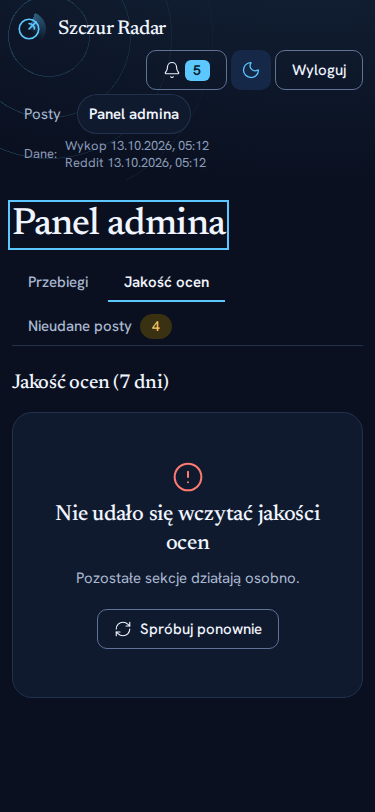 Szczur Radar
5
Wyloguj
Posty
Panel admina
Dane:
Wykop 13.10.2026, 05:12
Reddit 13.10.2026, 05:12
Panel admina
Przebiegi
Jakość ocen
Nieudane posty 4
Jakość ocen (7 dni)
Nie udało się wczytać jakości
ocen
Pozostałe sekcje działają osobno.
Spróbuj ponownie